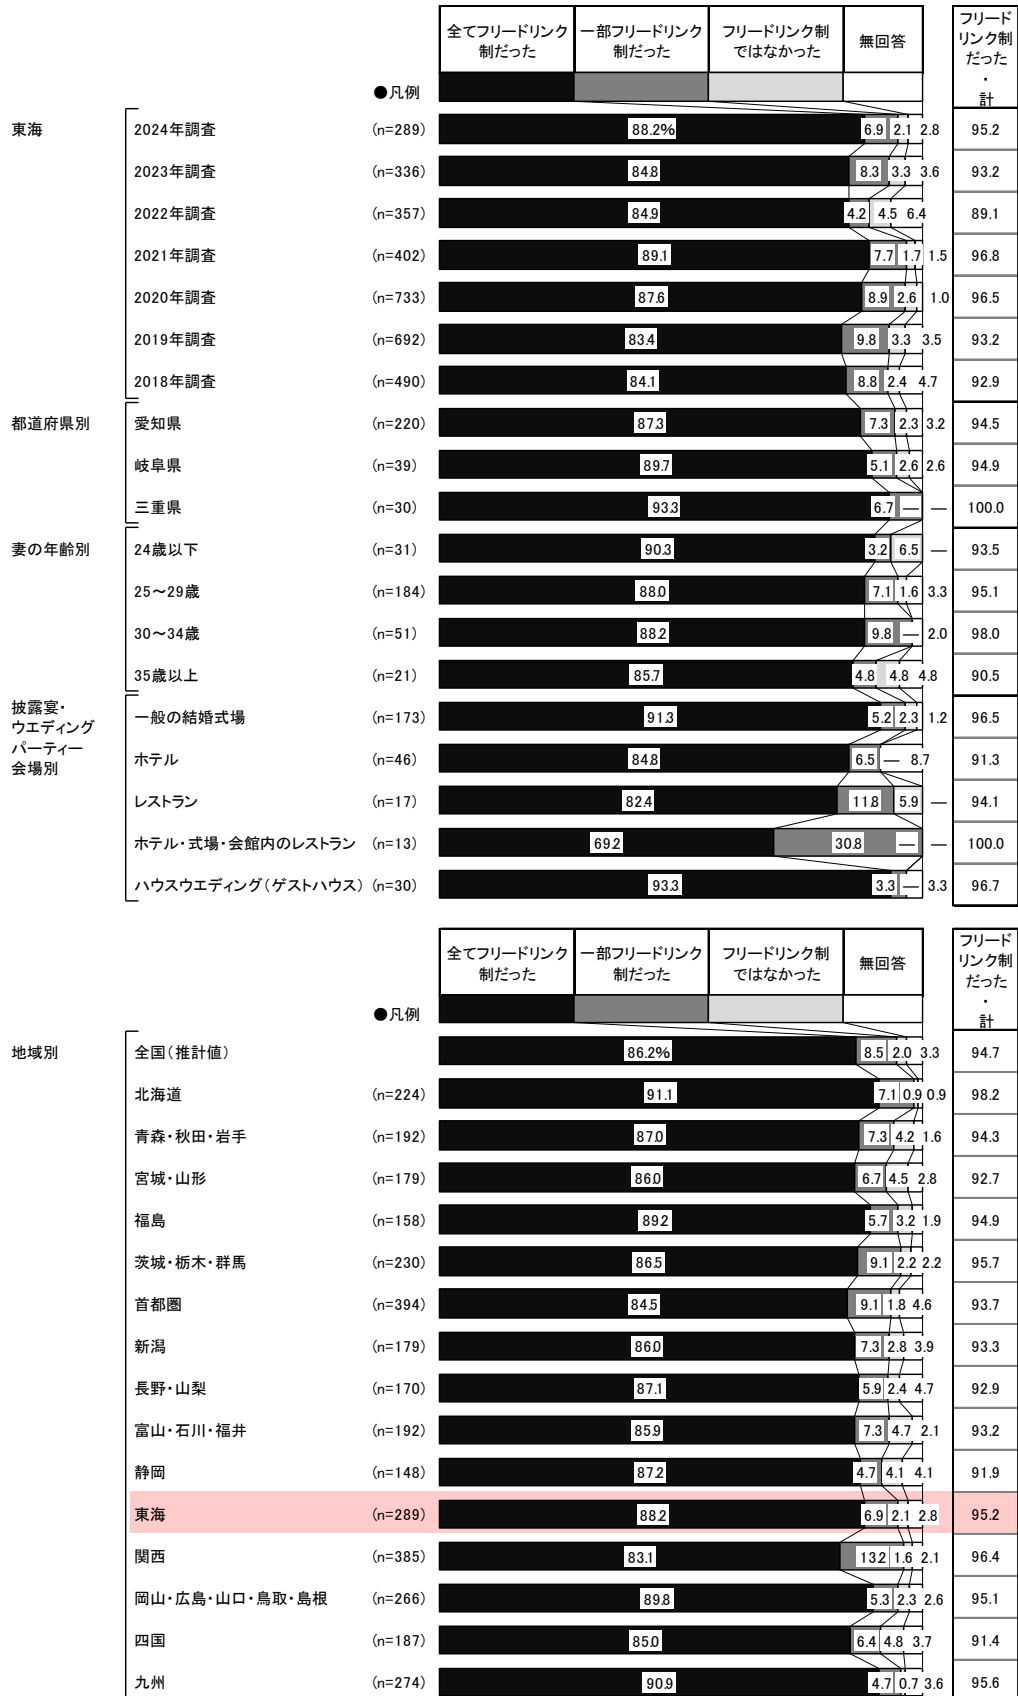 全てフリードリンク制だった 一部フリードリンク制だった フリードリンク制ではなかった 無回答 フリードリンク制だった・計
●凡例
東海 2024年調査 (n=289) 88.2% 6.9 2.1 2.8 95.2
2023年調査 (n=336) 84.8 8.3 3.3 3.6 93.2
2022年調査 (n=357) 84.9 4.2 4.5 6.4 89.1
2021年調査 (n=402) 89.1 7.7 1.7 1.5 96.8
2020年調査 (n=733) 87.6 8.9 2.6 1.0 96.5
2019年調査 (n=692) 83.4 9.8 3.3 3.5 93.2
2018年調査 (n=490) 84.1 8.8 2.4 4.7 92.9
都道府県別 愛知県 (n=220) 87.3 7.3 2.3 3.2 94.5
岐阜県 (n=39) 89.7 5.1 2.6 2.6 94.9
三重県 (n=30) 93.3 6.7 — — 100.0
妻の年齢別 24歳以下 (n=31) 90.3 3.2 6.5 — 93.5
25～29歳 (n=184) 88.0 7.1 1.6 3.3 95.1
30～34歳 (n=51) 88.2 9.8 — 2.0 98.0
35歳以上 (n=21) 85.7 4.8 4.8 4.8 90.5
披露宴・ウエディングパーティー会場別 一般の結婚式場 (n=173) 91.3 5.2 2.3 1.2 96.5
ホテル (n=46) 84.8 6.5 — 8.7 91.3
レストラン (n=17) 82.4 11.8 5.9 — 94.1
ホテル・式場・会館内のレストラン (n=13) 69.2 30.8 — — 100.0
ハウスウエディング(ゲストハウス) (n=30) 93.3 3.3 — 3.3 96.7
全てフリードリンク制だった 一部フリードリンク制だった フリードリンク制ではなかった 無回答 フリードリンク制だった・計
●凡例
地域別 全国(推計値) 86.2% 8.5 2.0 3.3 94.7
北海道 (n=224) 91.1 7.1 0.9 0.9 98.2
青森・秋田・岩手 (n=192) 87.0 7.3 4.2 1.6 94.3
宮城・山形 (n=179) 86.0 6.7 4.5 2.8 92.7
福島 (n=158) 89.2 5.7 3.2 1.9 94.9
茨城・栃木・群馬 (n=230) 86.5 9.1 2.2 2.2 95.7
首都圏 (n=394) 84.5 9.1 1.8 4.6 93.7
新潟 (n=179) 86.0 7.3 2.8 3.9 93.3
長野・山梨 (n=170) 87.1 5.9 2.4 4.7 92.9
富山・石川・福井 (n=192) 85.9 7.3 4.7 2.1 93.2
静岡 (n=148) 87.2 4.7 4.1 4.1 91.9
東海 (n=289) 88.2 6.9 2.1 2.8 95.2
関西 (n=385) 83.1 13.2 1.6 2.1 96.4
岡山・広島・山口・鳥取・島根 (n=266) 89.8 5.3 2.3 2.6 95.1
四国 (n=187) 85.0 6.4 4.8 3.7 91.4
九州 (n=274) 90.9 4.7 0.7 3.6 95.6